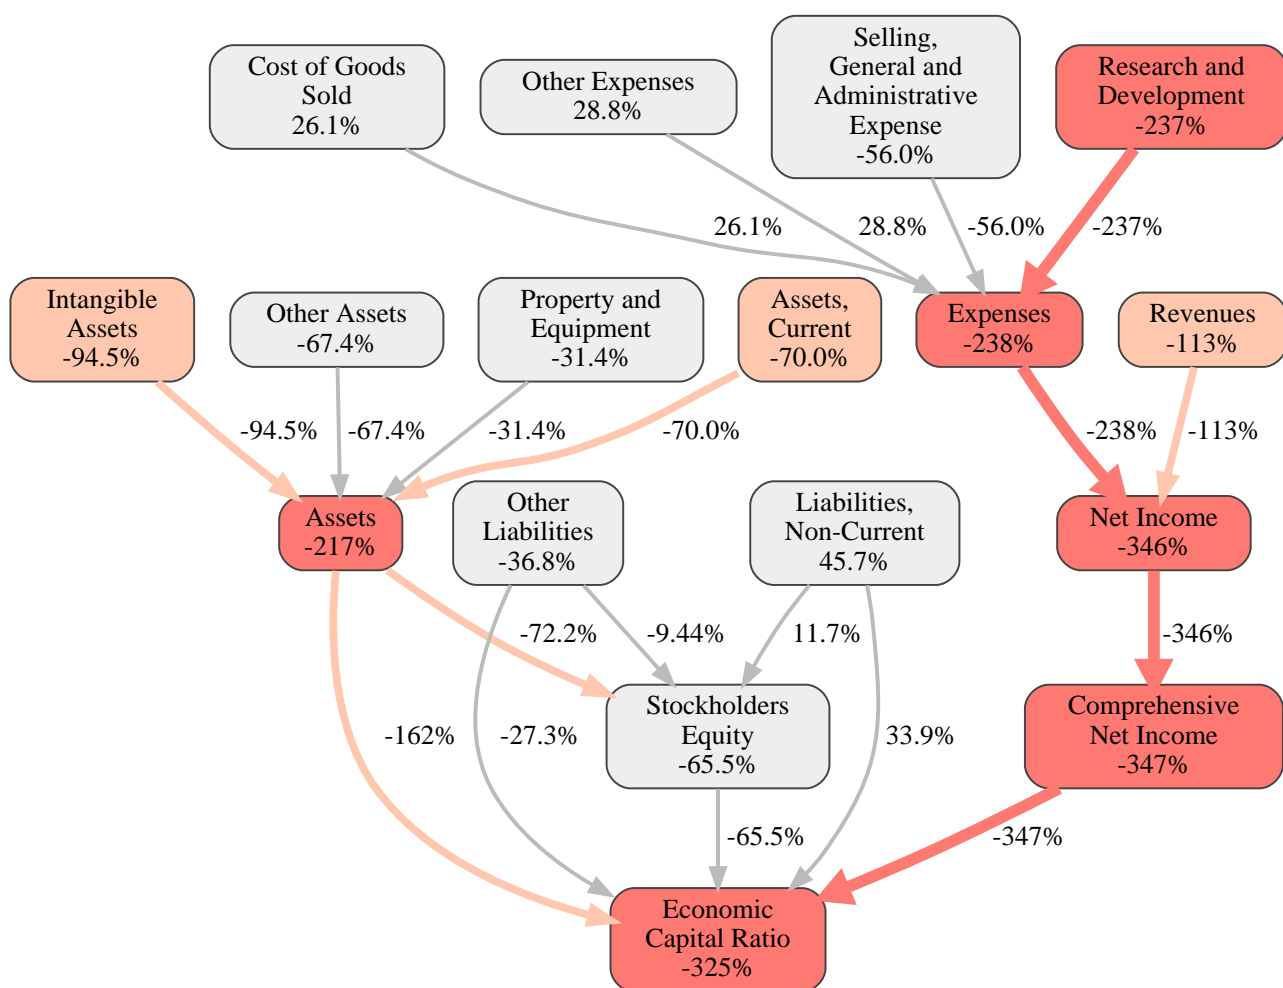 Cost of Goods
Sold
26.1%
Other Expenses
28.8%
Selling,
General and
Administrative
Expense
-56.0%
Research and
Development
-237%
26.1%
28.8%
-56.0%
-237%
Intangible
Assets
-94.5%
Other Assets
-67.4%
Property and
Equipment
-31.4%
Assets,
Current
-70.0%
Expenses
-238%
Revenues
-113%
-94.5%
-67.4%
-31.4%
-70.0%
-238%
-113%
Assets
-217%
Other
Liabilities
-36.8%
Liabilities,
Non-Current
45.7%
Net Income
-346%
-72.2%
-9.44%
11.7%
-346%
Stockholders
Equity
-65.5%
Comprehensive
Net Income
-347%
-162%
-27.3%
33.9%
-65.5%
-347%
Economic
Capital Ratio
-325%